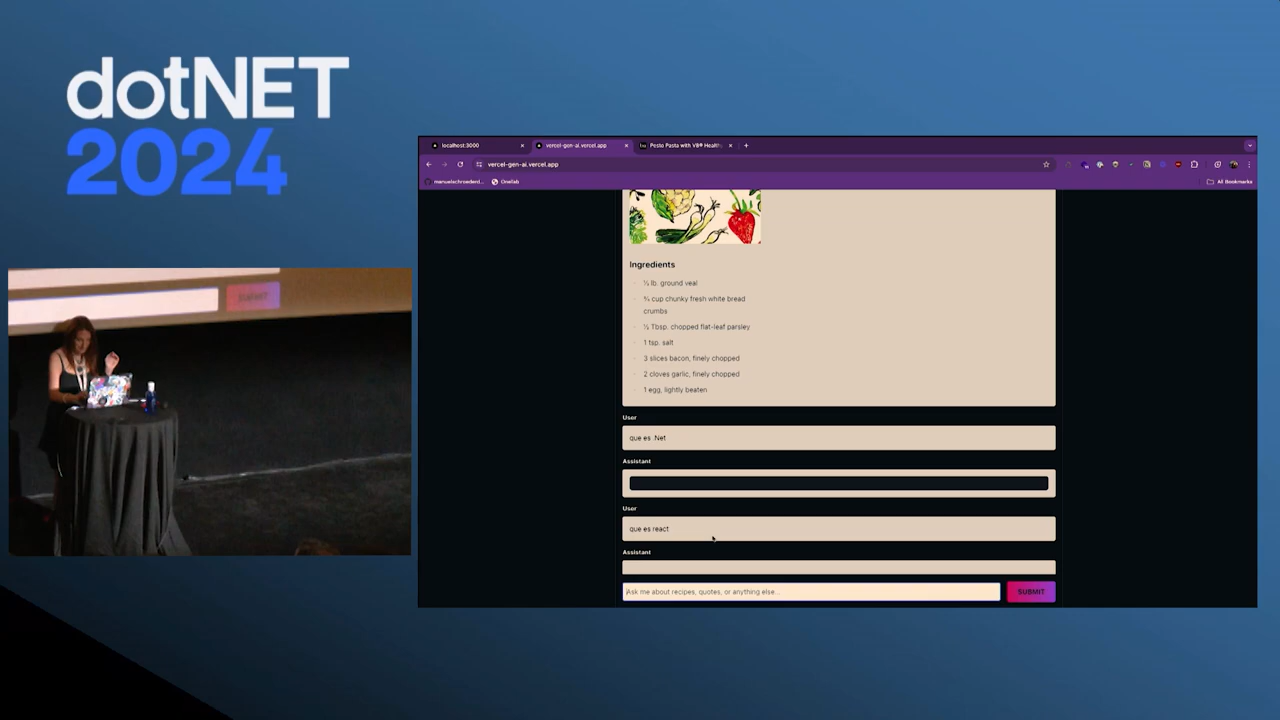 dotNET
2024
localhost:3000
vercel-gen-ai.vercel.app
Pesto Pasta with V8® Health
vercel-gen-ai.vercel.app
manuelschroederd...
Onelab
All Bookmarks
Ingredients
½ lb. ground veal
¾ cup chunky fresh white bread
crumbs
½ Tbsp. chopped flat-leaf parsley
1 tsp. salt
3 slices bacon, finely chopped
2 cloves garlic, finely chopped
1 egg, lightly beaten
User
que es .Net
Assistant
User
que es react
Assistant
Ask me about recipes, quotes, or anything else...
SUBMIT
SUBMIT